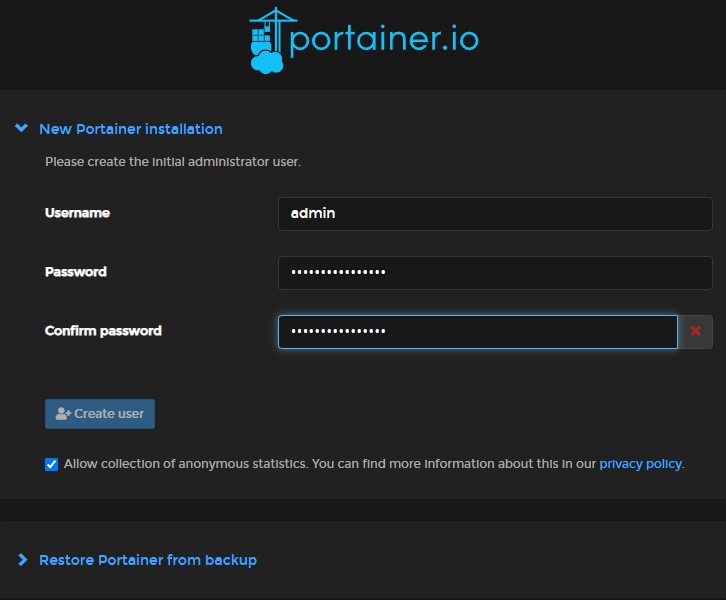 portainer.io
New Portainer installation
Please create the initial administrator user.
Username
admin
Password
••••••••••••••••
Confirm password
••••••••••••••••
Create user
Allow collection of anonymous statistics. You can find more information about this in our privacy policy.
Restore Portainer from backup